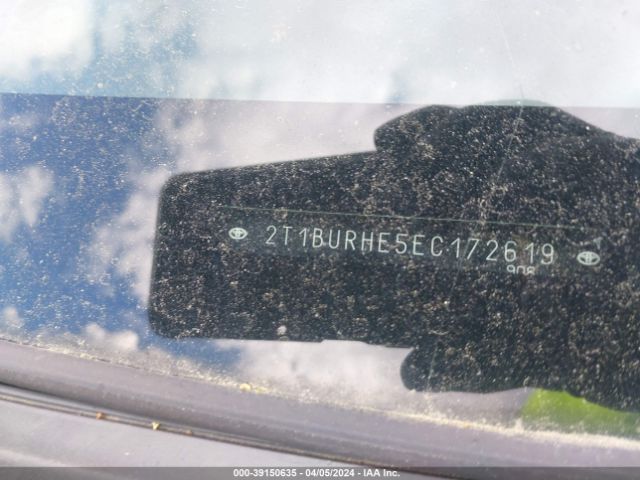 2T1BURHE5EC172619
908
000-39150635 - 04/05/2024 - IAA Inc.